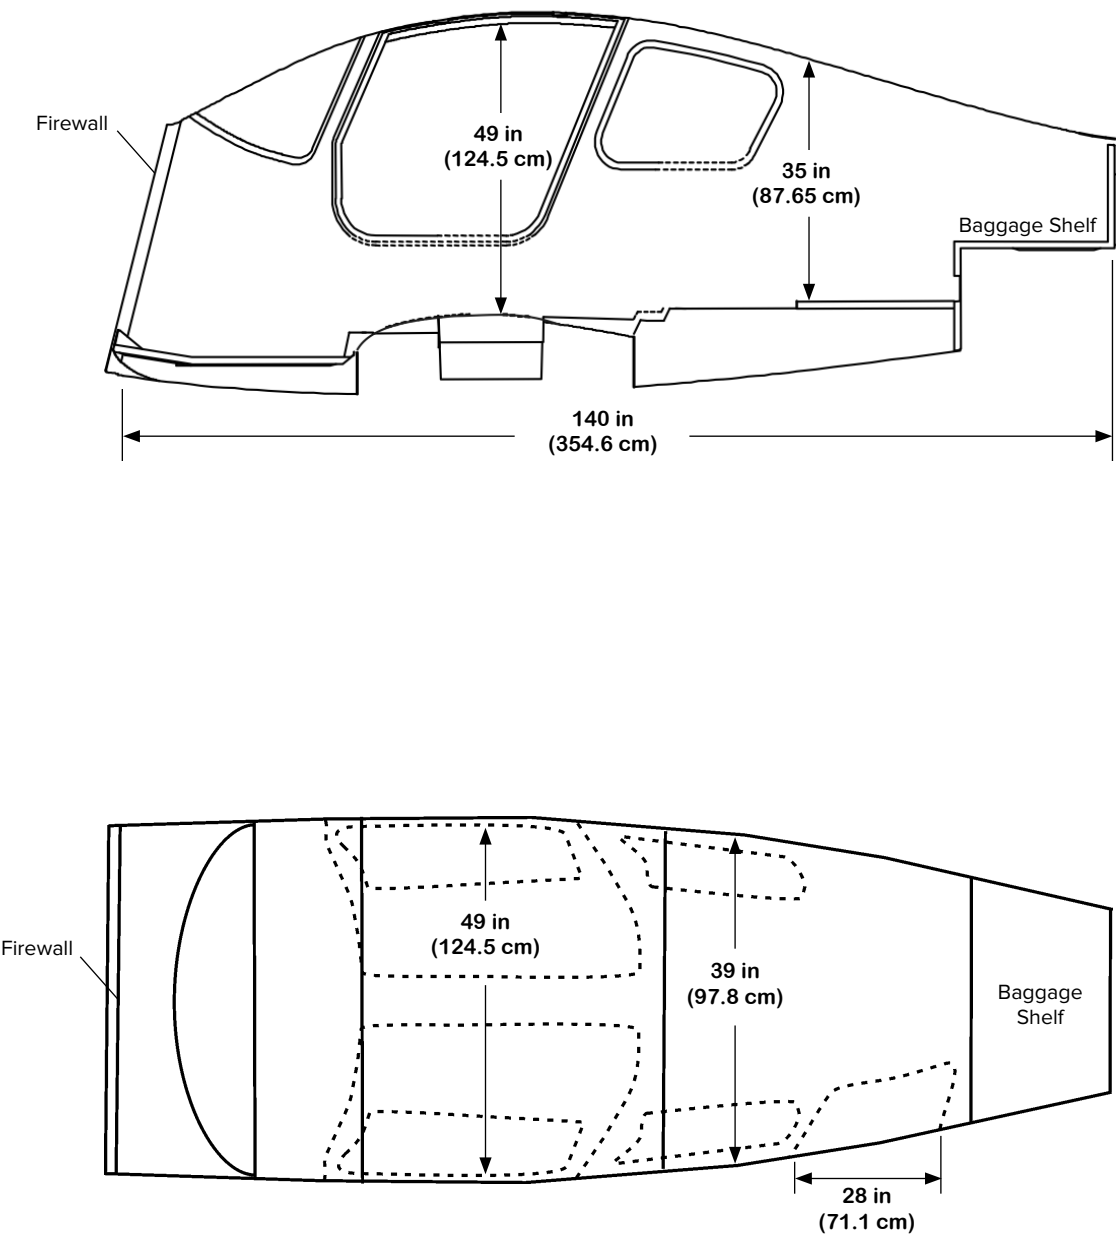 Firewall
49 in
(124.5 cm)
35 in
(87.65 cm)
Baggage Shelf
140 in
(354.6 cm)
Firewall
49 in
(124.5 cm)
39 in
(97.8 cm)
Baggage
Shelf
28 in
(71.1 cm)